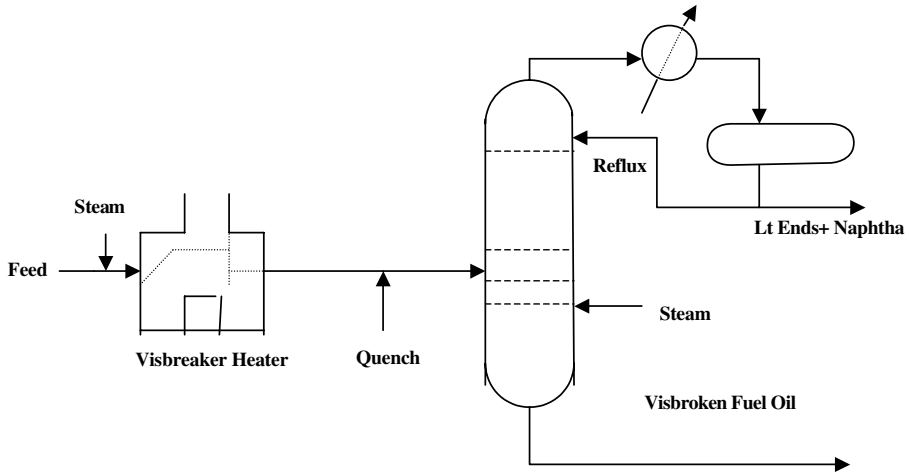 Reflux
Steam
Lt Ends+ Naphtha
Feed
Steam
Visbreaker Heater
Quench
Visbroken Fuel Oil